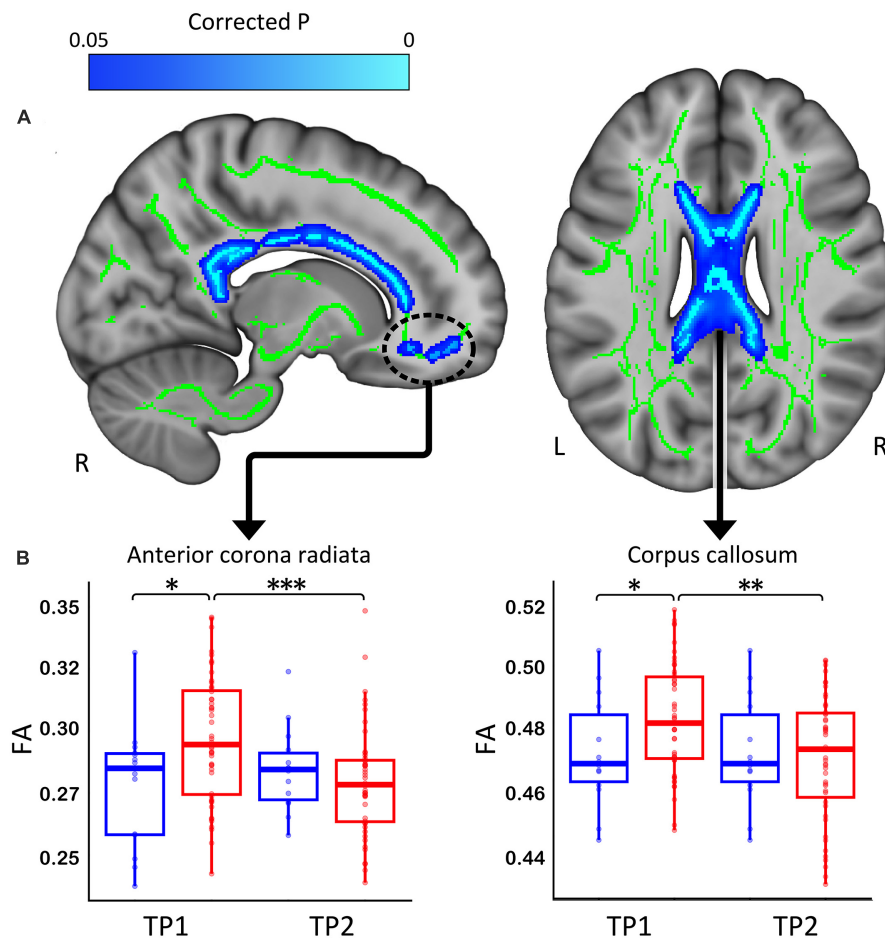 Corrected P
0.05 0
A
R
L R
B
Anterior corona radiata
* ***
0.35
0.32
0.30
0.27
0.25
FA
TP1 TP2
Corpus callosum
* **
0.52
0.50
0.48
0.46
0.44
FA
TP1 TP2